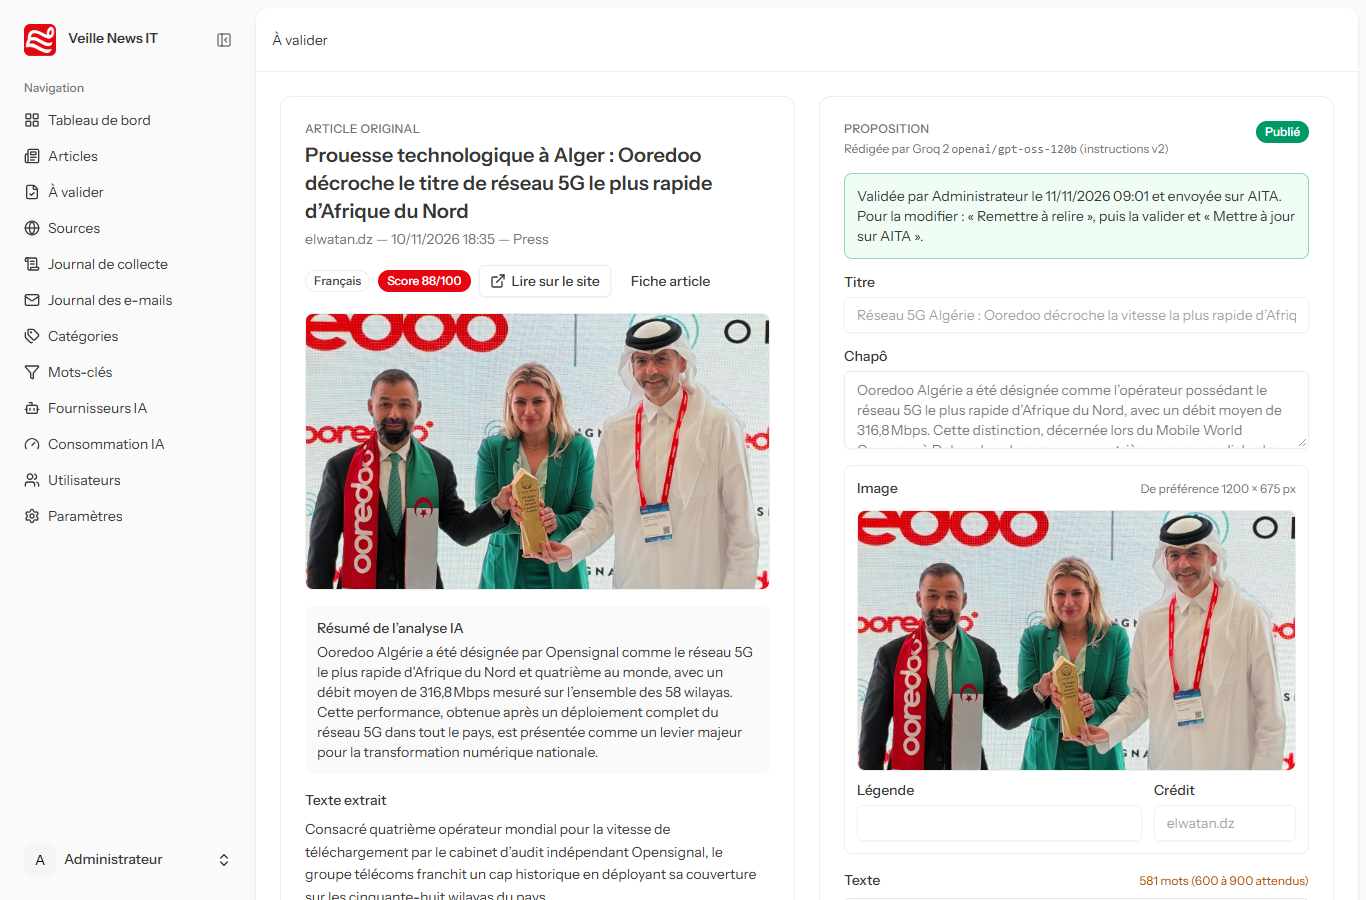 Veille News IT
Navigation
Tableau de bord
Articles
À valider
Sources
Journal de collecte
Journal des e-mails
Catégories
Mots-clés
Fournisseurs IA
Consommation IA
Utilisateurs
Paramètres
A
Administrateur
À valider
ARTICLE ORIGINAL
Prouesse technologique à Alger : Ooredoo
décroche le titre de réseau 5G le plus rapide
d’Afrique du Nord
elwatan.dz — 10/11/2026 18:35 — Press
Français
Score 88/100
Lire sur le site
Fiche article
ooredoo
Résumé de l’analyse IA
Ooredoo Algérie a été désignée par Opensignal comme le réseau 5G
le plus rapide d’Afrique du Nord et quatrième au monde, avec un
débit moyen de 316,8 Mbps mesuré sur l’ensemble des 58 wilayas.
Cette performance, obtenue après un déploiement complet du
réseau 5G dans tout le pays, est présentée comme un levier majeur
pour la transformation numérique nationale.
Texte extrait
Consacré quatrième opérateur mondial pour la vitesse de
téléchargement par le cabinet d’audit indépendant Opensignal, le
groupe télécoms franchit un cap historique en déployant sa couverture
sur les cinquante-huit wilayas du pays.
PROPOSITION
Publié
Rédigée par Groq 2 openai/gpt-oss-120b (instructions v2)
Validée par Administrateur le 11/11/2026 09:01 et envoyée sur AITA.
Pour la modifier : « Remettre à relire », puis la valider et « Mettre à jour
sur AITA ».
Titre
Réseau 5G Algérie : Ooredoo décroche la vitesse la plus rapide d’Afriq
Chapô
Ooredoo Algérie a été désignée comme l’opérateur possédant le
réseau 5G le plus rapide d’Afrique du Nord, avec un débit moyen de
316,8 Mbps. Cette distinction, décernée lors du Mobile World
Image
De préférence 1200 × 675 px
ooredoo
Légende
Crédit
elwatan.dz
Texte
581 mots (600 à 900 attendus)